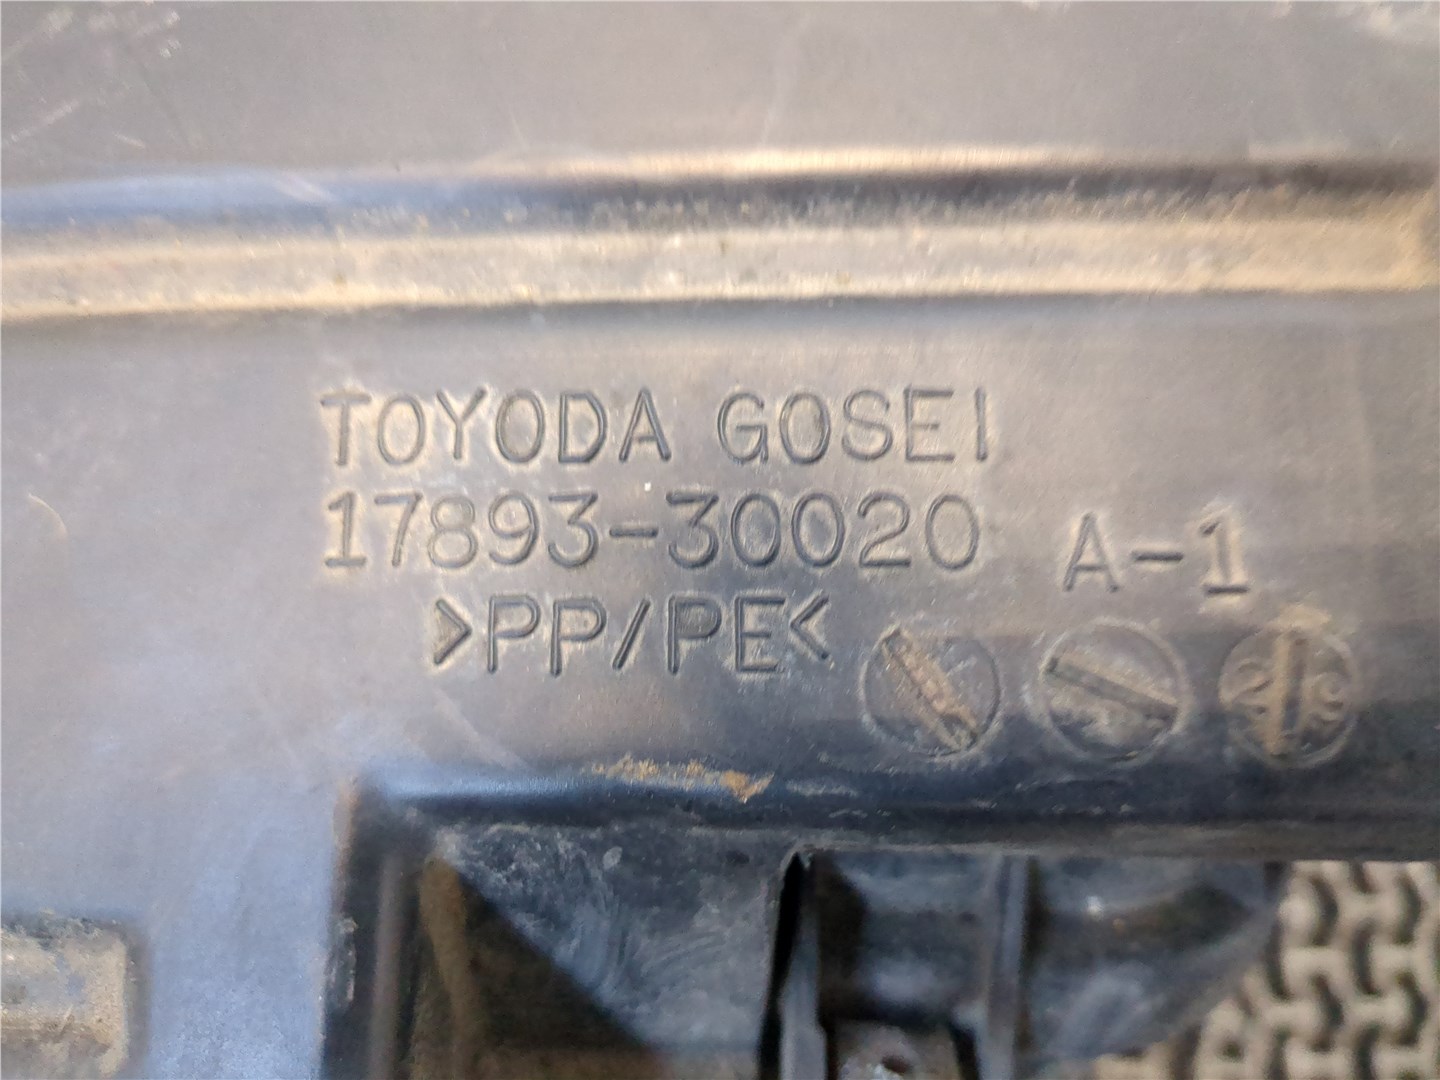 TOYODA GOSEI
17893-30020 A-1
>PP/PE<